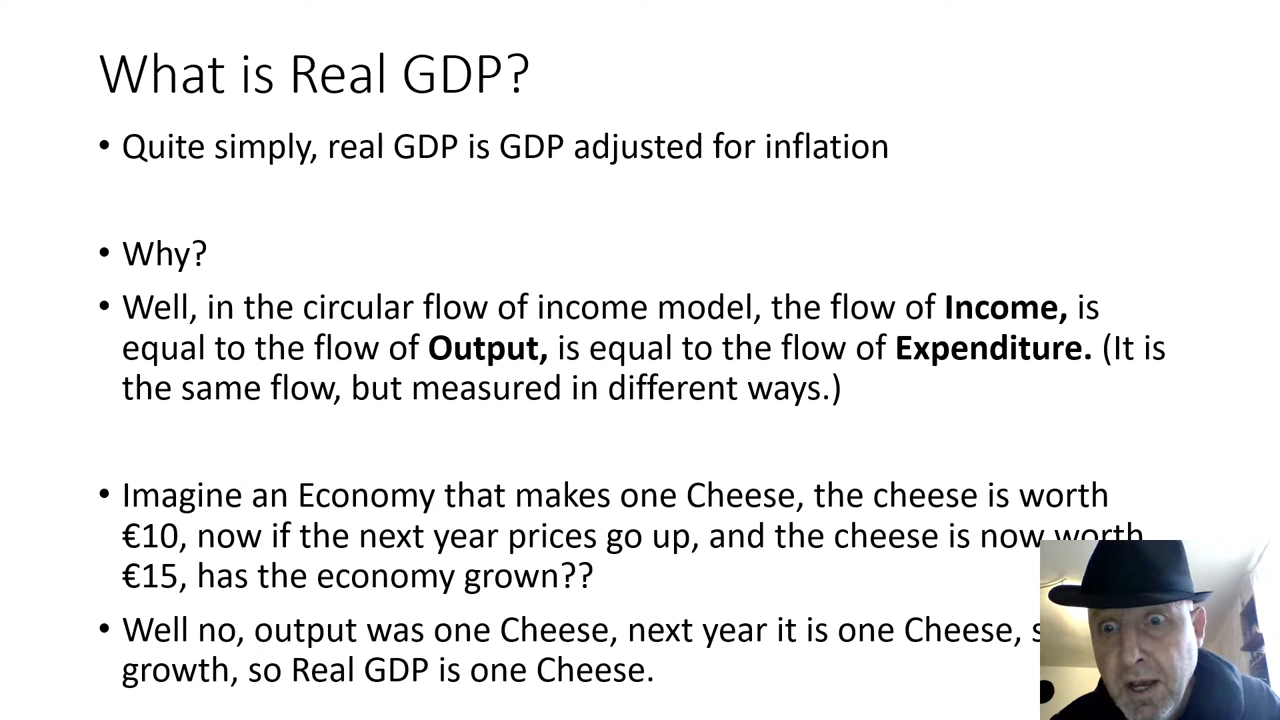 What is Real GDP?
• Quite simply, real GDP is GDP adjusted for inflation
• Why?
• Well, in the circular flow of income model, the flow of Income, is
equal to the flow of Output, is equal to the flow of Expenditure. (It is
the same flow, but measured in different ways.)
• Imagine an Economy that makes one Cheese, the cheese is worth
€10, now if the next year prices go up, and the cheese is now worth
€15, has the economy grown??
• Well no, output was one Cheese, next year it is one Cheese,
growth, so Real GDP is one Cheese.